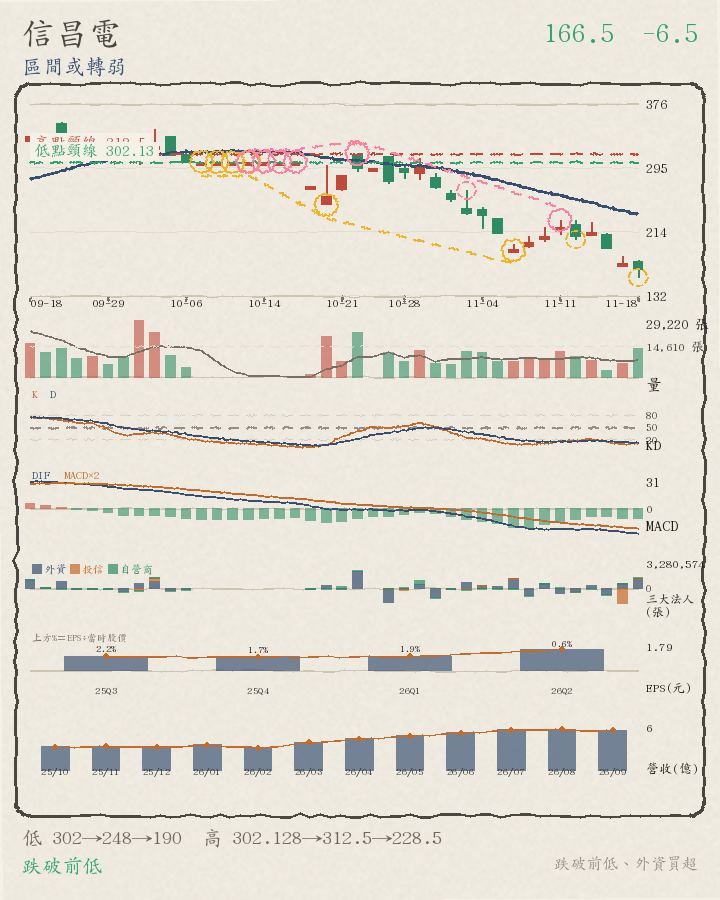 信昌電
166.5 -6.5
區間或轉弱
376
低點頸線 302.13
295
214
132
09-18 09-29 10-06 10-14 10-21 10-28 11-04 11-11 11-18
29,220 張
14,610 張
量
K D
80
50
20
KD
DIF MACD×2
31
0
MACD
外資 投信 自營商
3,280,574
0
三大法人
(張)
上方%=EPS÷當時股價
2.2% 1.7% 1.9% 0.6%
1.79
25Q3 25Q4 26Q1 26Q2
EPS(元)
6
25/10 25/11 25/12 26/01 26/02 26/03 26/04 26/05 26/06 26/07 26/08 26/09
營收(億)
低 302→248→190 高 302.128→312.5→228.5
跌破前低
跌破前低、外資買超